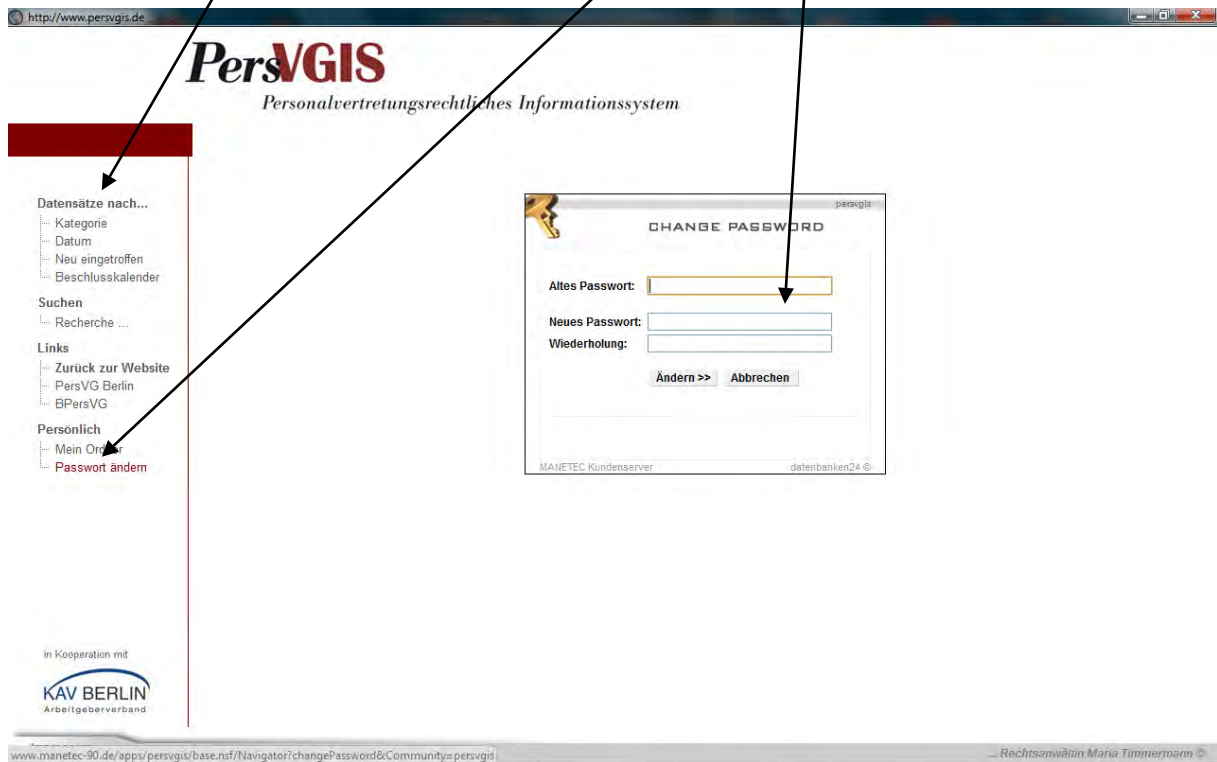 http://www.persvgis.de
PersVGIS
Personalvertretungsrechtliches Informationssystem
Datensätze nach...
Kategorie
Datum
Neu eingetroffen
Beschlusskalender
Suchen
Recherche ...
Links
Zurück zur Website
PersVG Berlin
BPersVG
Persönlich
Mein Ordner
Passwort ändern
in Kooperation mit
KAV BERLIN
Arbeitgeberverband
persvgis
CHANGE PASSWORD
Altes Passwort:
Neues Passwort:
Wiederholung:
Ändern >> Abbrechen
MANETEC Kundenserver datenbanken24 ©
www.manetec-90.de/apps/persvgis/base.nsf/Navigator?changePassword&Community=persvgis
... Rechtsanwältin Maria Timmermann ©